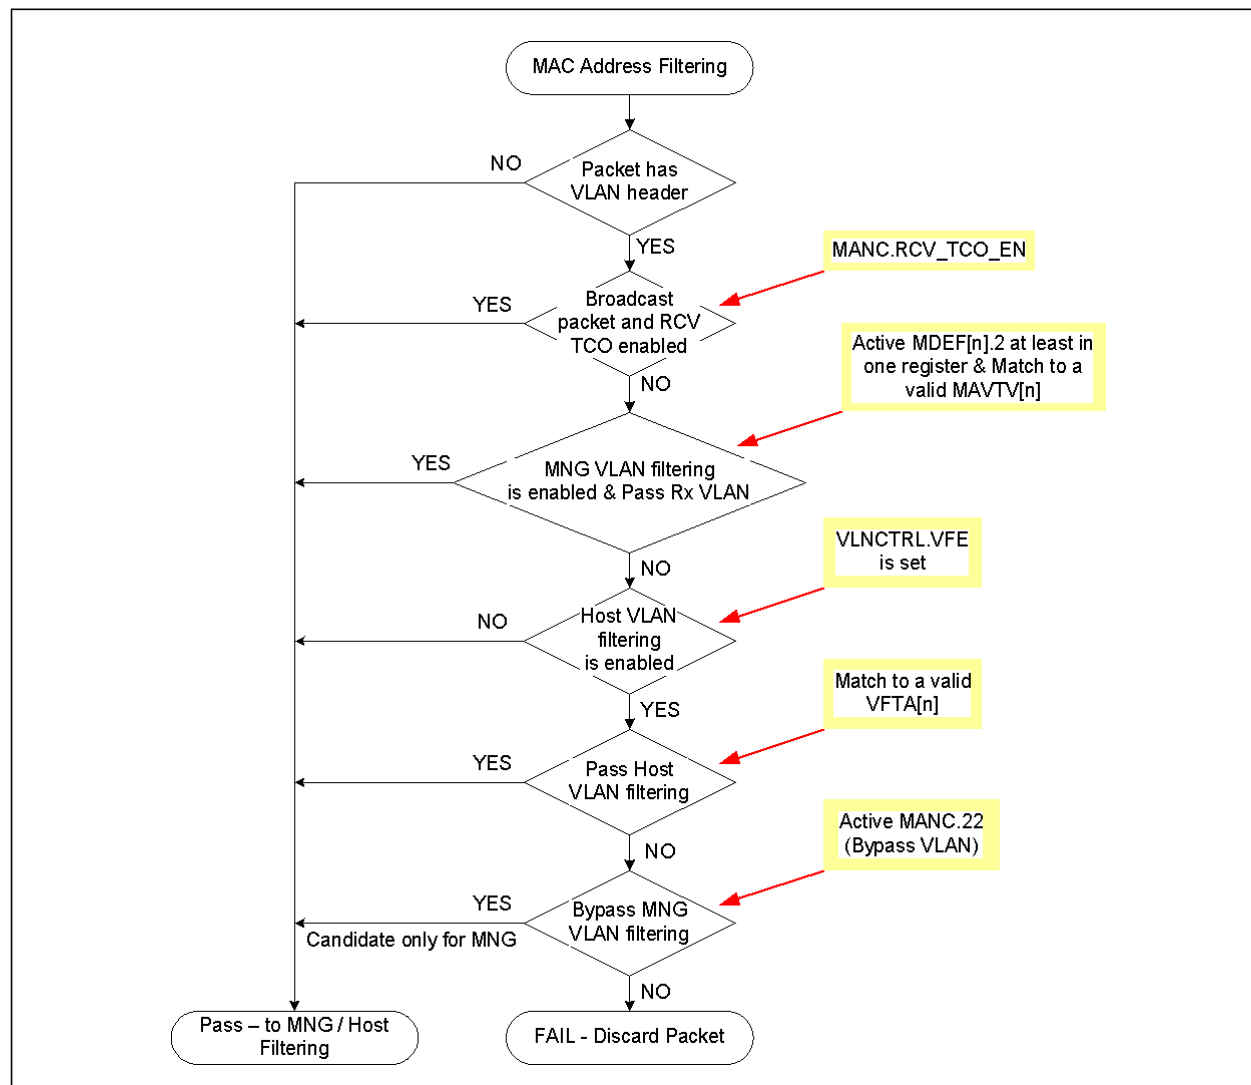 MAC Address Filtering
NO
Packet has
VLAN header
YES
MANC.RCV_TCO_EN
YES
Broadcast
packet and RCV
TCO enabled
NO
Active MDEF[n].2 at least in
one register & Match to a
valid MAVTV[n]
YES
MNG VLAN filtering
is enabled & Pass Rx VLAN
NO
VLNCTRL.VFE
is set
NO
Host VLAN
filtering
is enabled
YES
Match to a valid
VFTA[n]
YES
Pass Host
VLAN filtering
NO
Active MANC.22
(Bypass VLAN)
YES
Bypass MNG
VLAN filtering
Candidate only for MNG
NO
Pass – to MNG / Host
Filtering
FAIL - Discard Packet